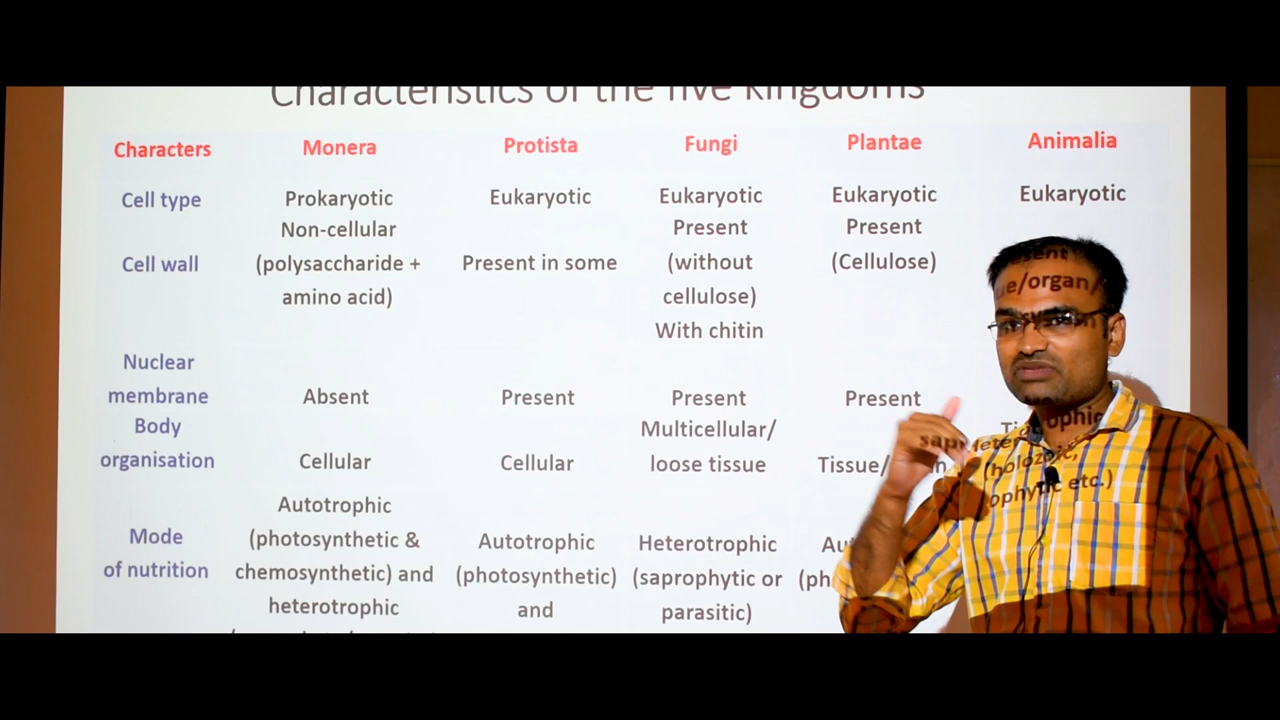 Characteristics of the five kingdoms
Characters Monera Protista Fungi Plantae Animalia
Cell type Prokaryotic Eukaryotic Eukaryotic Eukaryotic Eukaryotic
Non-cellular Present Present
Cell wall (polysaccharide + Present in some (without (Cellulose)
amino acid) cellulose)
With chitin
Nuclear
membrane Absent Present Present Present
Body Multicellular/
organisation Cellular Cellular loose tissue Tissue/
Autotrophic
Mode (photosynthetic & Autotrophic Heterotrophic
of nutrition chemosynthetic) and (photosynthetic) (saprophytic or
heterotrophic and parasitic)
(holozoic,
etc.)